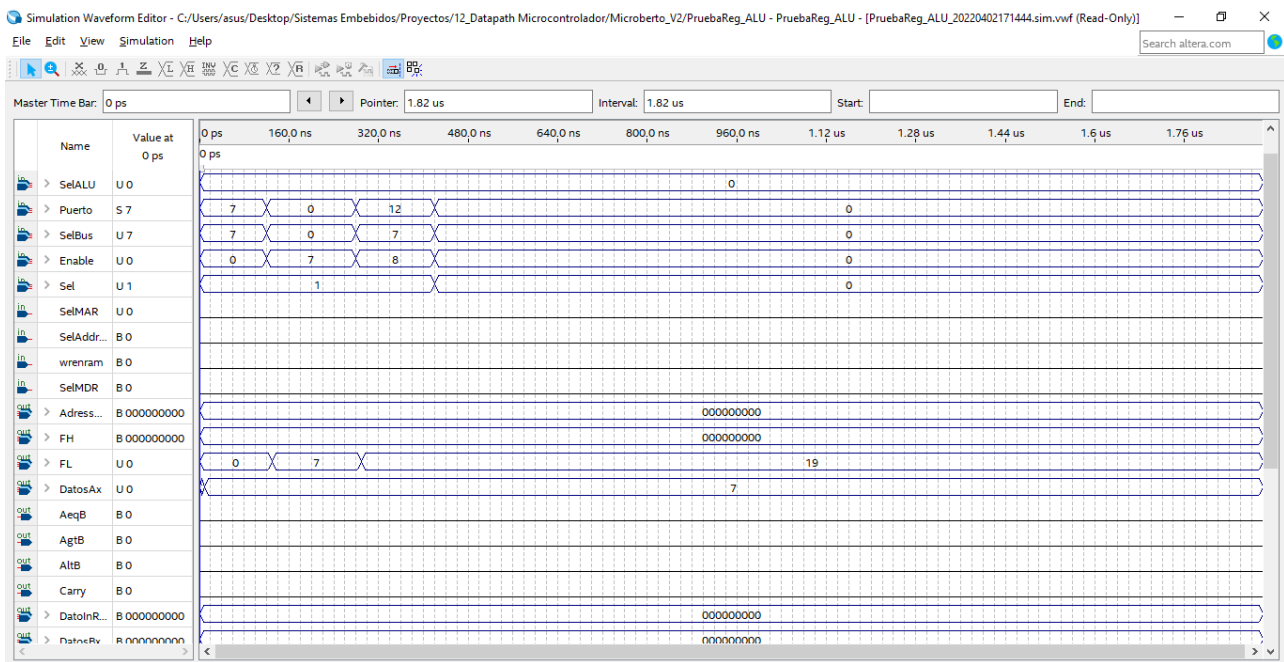 Simulation Waveform Editor - C:/Users/asus/Desktop/Sistemas Embebidos/Proyectos/12_Datapath Microcontrolador/Microberto_V2/PruebaReg_ALU - PruebaReg_ALU - [PruebaReg_ALU_20220402171444.sim.vwf (Read-Only)]
File Edit View Simulation Help
Search altera.com
Master Time Bar: 0 ps Pointer: 1.82 us Interval: 1.82 us Start: End:
Name Value at 0 ps
0 ps 160.0 ns 320.0 ns 480.0 ns 640.0 ns 800.0 ns 960.0 ns 1.12 us 1.28 us 1.44 us 1.6 us 1.76 us
0 ps
SelALU U 0 0
Puerto S 7 7 0 12 0
SelBus U 7 7 0 7 0
Enable U 0 0 7 8 0
Sel U 1 1 0
SelMAR U 0
SelAddr... B 0
wrenram B 0
SelMDR B 0
Adress... B 000000000 000000000
FH B 000000000 000000000
FL U 0 0 7 19
DatosAx U 0 7
AeqB B 0
AgtB B 0
AltB B 0
Carry B 0
DatoInR... B 000000000 000000000
DatosBx B 000000000 000000000